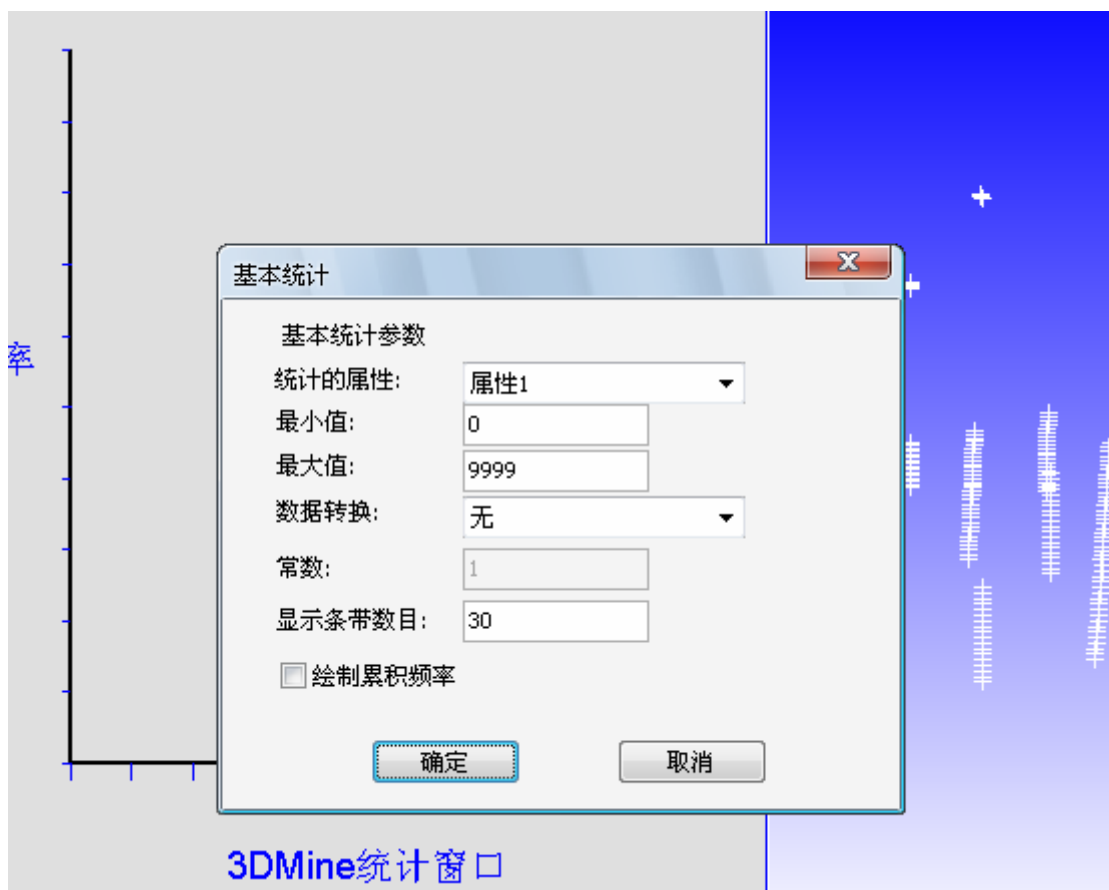 基本统计
基本统计参数
统计的属性: 属性1
最小值: 0
最大值: 9999
数据转换: 无
常数: 1
显示条带数目: 30
绘制累积频率
确定 取消
率
3DMine统计窗口